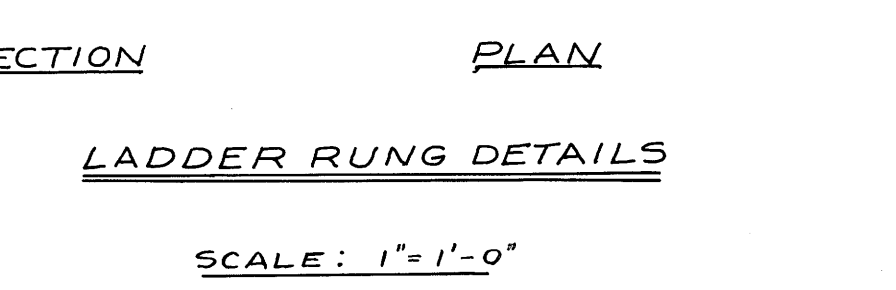 ECTION PLAN
LADDER RUNG DETAILS
SCALE: 1"= 1'-0"